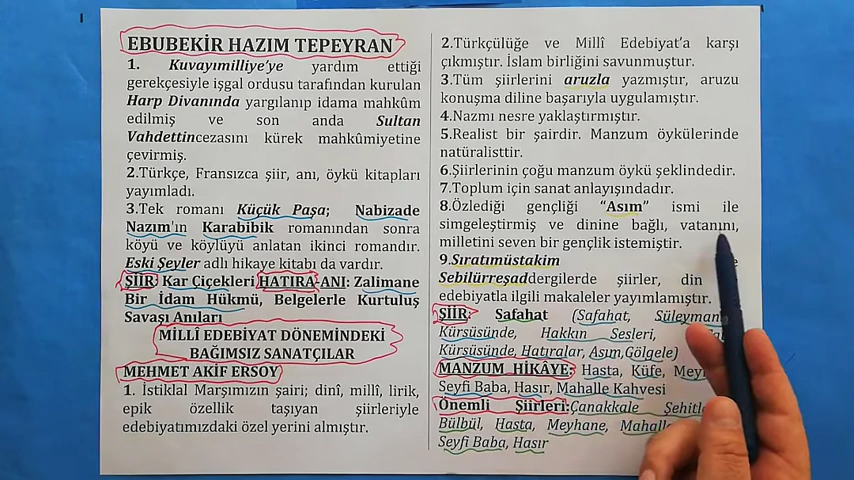 EBUBEKİR HAZIM TEPEYRAN
1. Kuvayımilliye'ye yardım ettiği
gerekçesiyle işgal ordusu tarafından kurulan
Harp Divanında yargılanıp idama mahkûm
edilmiş ve son anda Sultan
Vahdettincezasını kürek mahkûmiyetine
çevirmiş.
2.Türkçe, Fransızca şiir, anı, öykü kitapları
yayımladı.
3.Tek romanı Küçük Paşa; Nabizade
Nazım'ın Karabibik romanından sonra
köyü ve köylüyü anlatan ikinci romandır.
Eski Şeyler adlı hikaye kitabı da vardır.
ŞİİR: Kar Çiçekleri HATIRA-ANI: Zalimane
Bir İdam Hükmü, Belgelerle Kurtuluş
Savaşı Anıları
MİLLÎ EDEBİYAT DÖNEMİNDEKİ
BAĞIMSIZ SANATÇILAR
MEHMET AKİF ERSOY
1. İstiklal Marşımızın şairi; dinî, millî, lirik,
epik özellik taşıyan şiirleriyle
edebiyatımızdaki özel yerini almıştır.
2.Türkçülüğe ve Millî Edebiyat'a karşı
çıkmıştır. İslam birliğini savunmuştur.
3.Tüm şiirlerini aruzla yazmıştır, aruzu
konuşma diline başarıyla uygulamıştır.
4.Nazmı nesre yaklaştırmıştır.
5.Realist bir şairdir. Manzum öykülerinde
natüralisttir.
6.Şiirlerinin çoğu manzum öykü şeklindedir.
7.Toplum için sanat anlayışındadır.
8.Özlediği gençliği “Asım” ismi ile
simgeleştirmiş ve dinine bağlı, vatanını,
milletini seven bir gençlik istemiştir.
9.Sıratımüstakim
Sebilürreşaddergilerde şiirler, din
edebiyatla ilgili makaleler yayımlamıştır.
ŞİİR: Safahat (Safahat, Süleyman
Kürsüsünde, Hakkın Sesleri,
Kürsüsünde, Hatıralar, Asım,Gölgele)
MANZUM HİKÂYE: Hasta, Küfe, Mey
Seyfi Baba, Hasır, Mahalle Kahvesi
Önemli Şiirleri:Çanakkale Şehitl
Bülbül, Hasta, Meyhane, Mahall
Seyfi Baba, Hasır